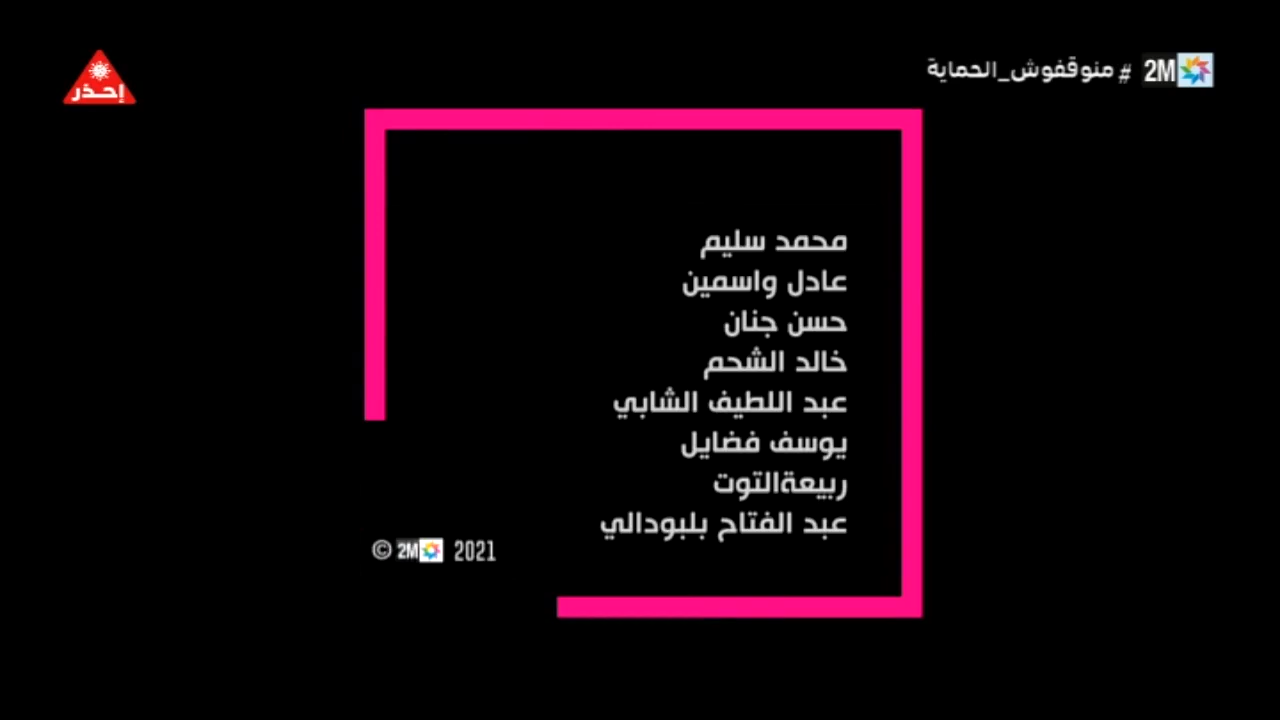 إحذر
#منوقفوش_الحماية 2M
محمد سليم
عادل واسمين
حسن جنان
خالد الشحم
عبد اللطيف الشابي
يوسف فضايل
ربيعةالتوت
عبد الفتاح بلبودالي
© 2M 2021